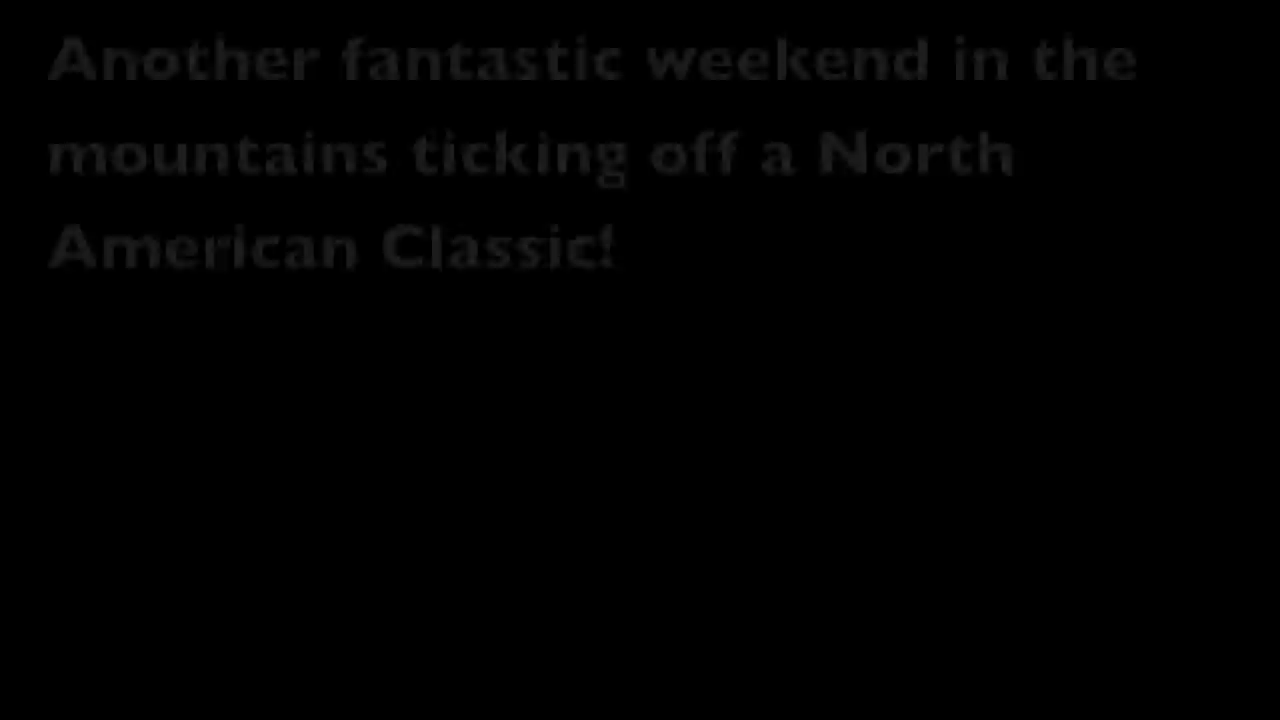 Another fantastic weekend in the
mountains ticking off a North
American Classic!